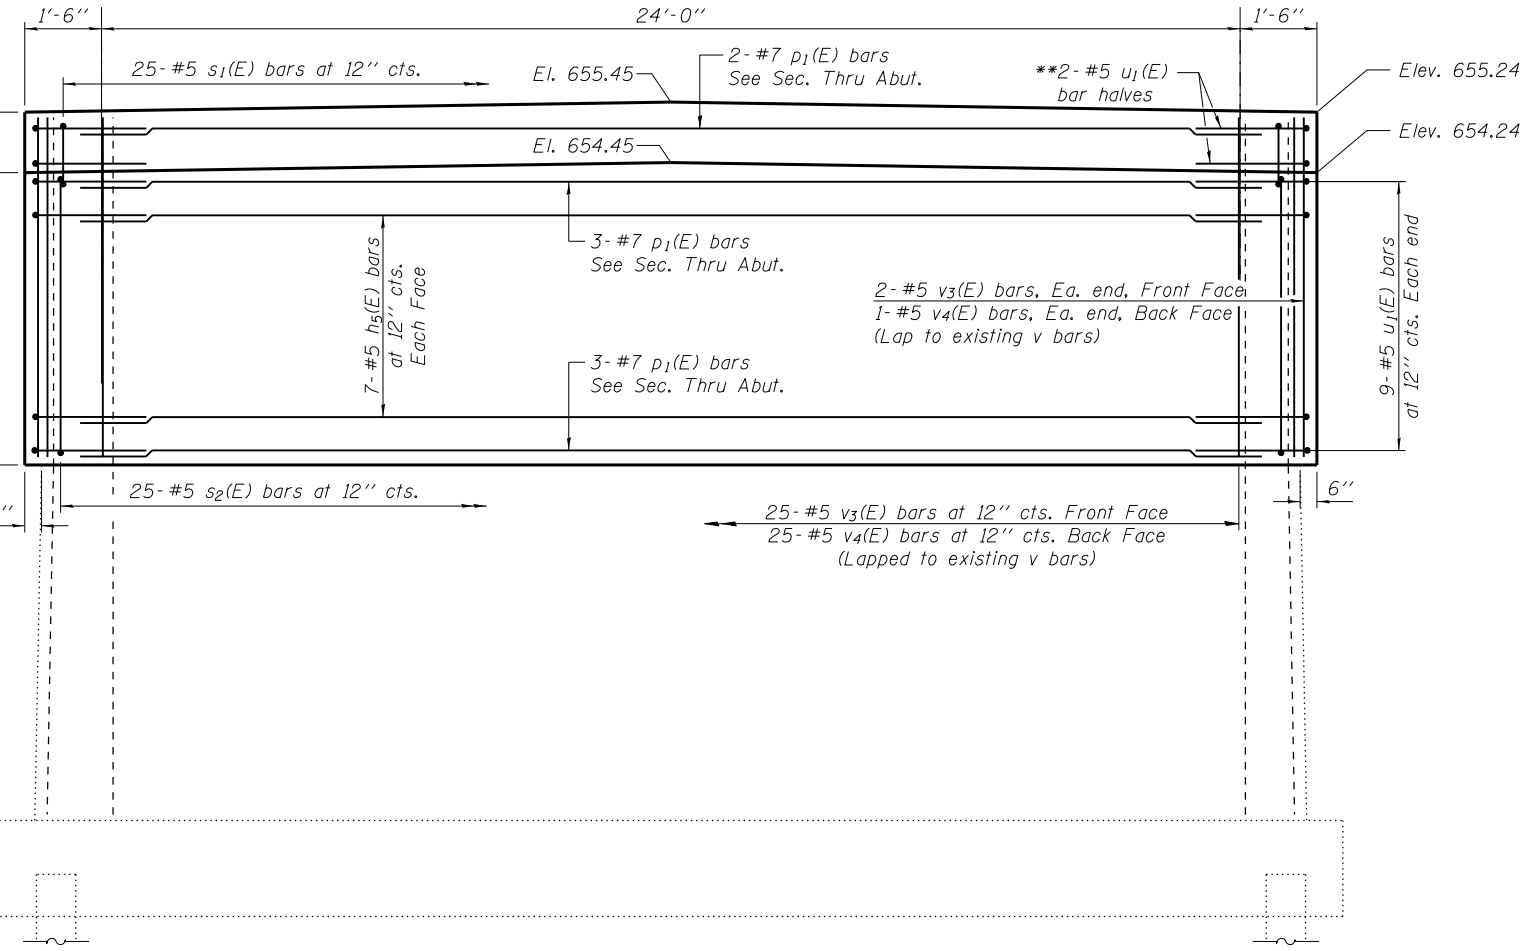 1'-6"
24'-0"
1'-6"
25-#5 s1(E) bars at 12" cts.
El. 655.45
2-#7 p1(E) bars
See Sec. Thru Abut.
**2-#5 u1(E)
bar halves
Elev. 655.24
El. 654.45
Elev. 654.24
3-#7 p1(E) bars
See Sec. Thru Abut.
7-#5 h5(E) bars
at 12" cts.
Each Face
2-#5 v3(E) bars, Ea. end, Front Face
1-#5 v4(E) bars, Ea. end, Back Face
(Lap to existing v bars)
9-#5 u1(E) bars
at 12" cts. Each end
3-#7 p1(E) bars
See Sec. Thru Abut.
25-#5 s2(E) bars at 12" cts.
6"
25-#5 v3(E) bars at 12" cts. Front Face
25-#5 v4(E) bars at 12" cts. Back Face
(Lapped to existing v bars)